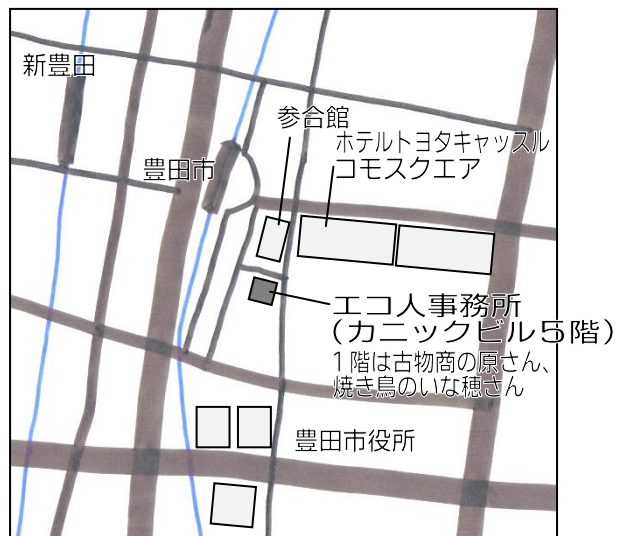 新豊田
参合館
ホテルトヨタキャッスル
コモスクエア
豊田市
エコ人事務所
(カニックビル5階)
1階は古物商の原さん、
焼き鳥のいな穂さん
豊田市役所